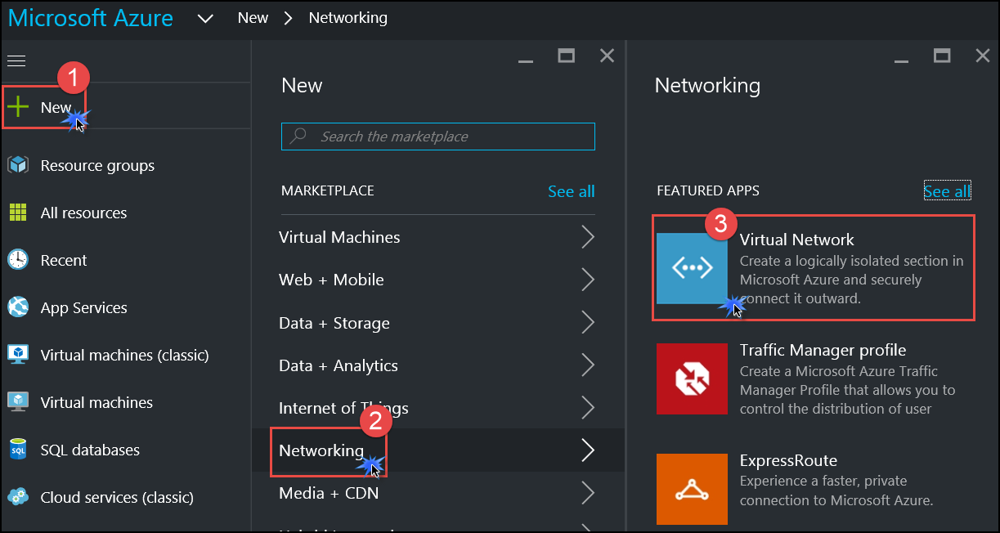 Microsoft Azure New Networking
1
New
Resource groups
All resources
Recent
App Services
Virtual machines (classic)
Virtual machines
SQL
SQL databases
Cloud services (classic)
New
Search the marketplace
MARKETPLACE See all
Virtual Machines
Web + Mobile
Data + Storage
Data + Analytics
Internet of Things
2
Networking
Media + CDN
Networking
FEATURED APPS See all
3
Virtual Network
Create a logically isolated section in
Microsoft Azure and securely
connect it outward.
Traffic Manager profile
Create a Microsoft Azure Traffic
Manager Profile that allows you to
control the distribution of user
ExpressRoute
Experience a faster, private
connection to Microsoft Azure.